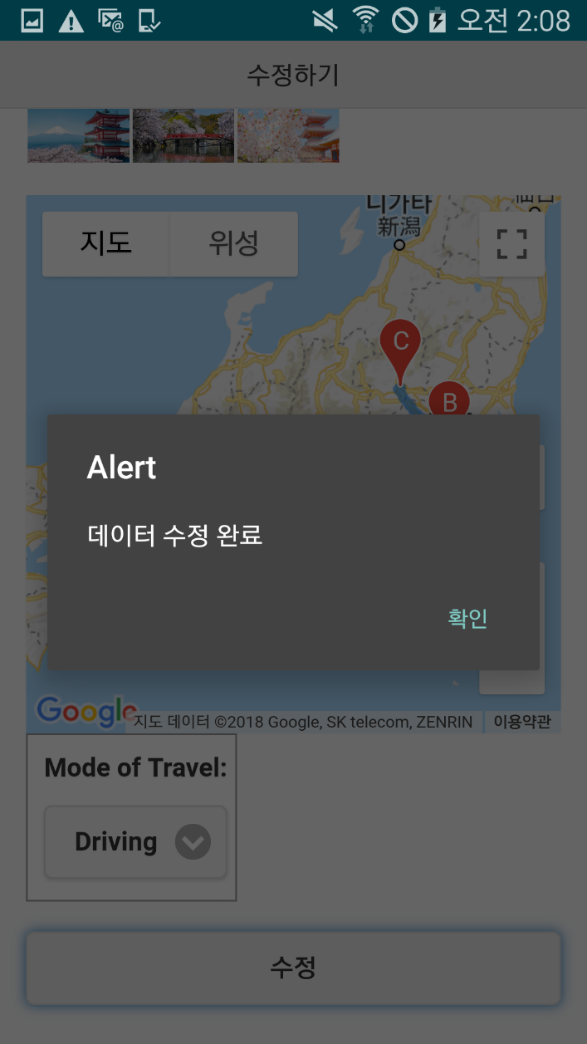 오전 2:08
수정하기
니가타
新潟
지도
위성
C
B
Alert
데이터 수정 완료
확인
Google
지도 데이터 ©2018 Google, SK telecom, ZENRIN
이용약관
Mode of Travel:
Driving
수정